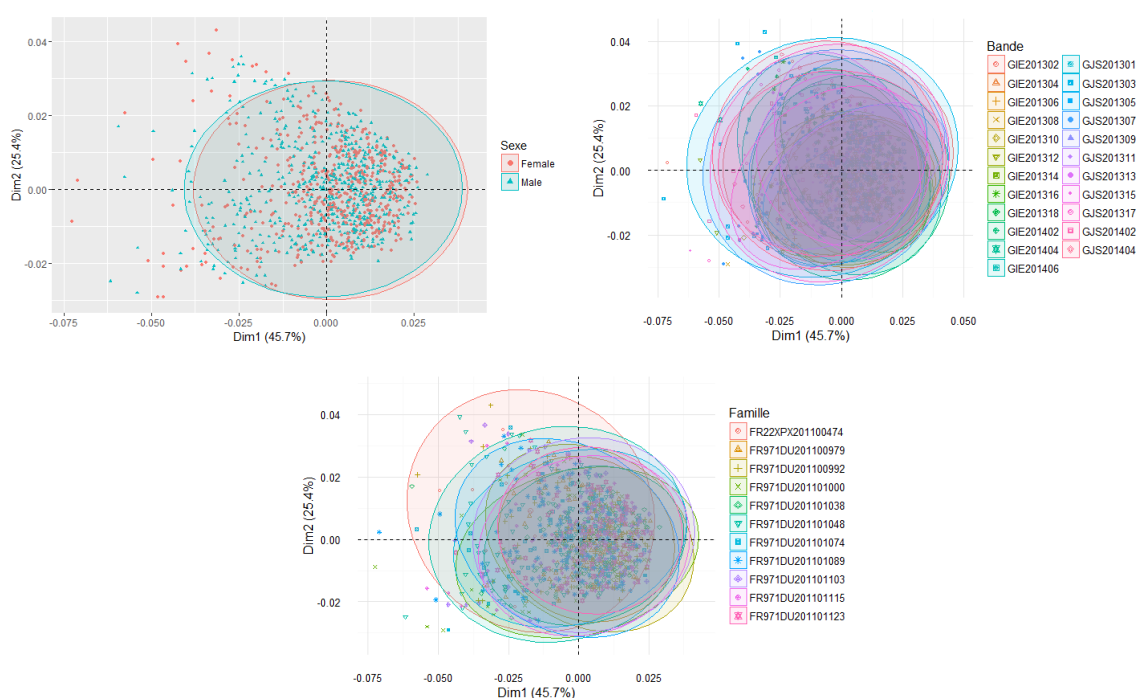 0.04
0.02
0.00
-0.02
Dim2 (25.4%)
-0.075
-0.050
-0.025
0.000
0.025
Dim1 (45.7%)
Sexe
Female
Male
0.04
0.02
0.00
-0.02
Dim2 (25.4%)
-0.075
-0.050
-0.025
0.000
0.025
0.050
Dim1 (45.7%)
Bande
GIE201302 GJS201301
GIE201304 GJS201303
GIE201306 GJS201305
GIE201308 GJS201307
GIE201310 GJS201309
GIE201312 GJS201311
GIE201314 GJS201313
GIE201316 GJS201315
GIE201318 GJS201317
GIE201402 GJS201402
GIE201404 GJS201404
GIE201406
0.04
0.02
0.00
-0.02
Dim2 (25.4%)
-0.075
-0.050
-0.025
0.000
0.025
Dim1 (45.7%)
Famille
FR22XPX201100474
FR971DU201100979
FR971DU201100992
FR971DU201101000
FR971DU201101038
FR971DU201101048
FR971DU201101074
FR971DU201101089
FR971DU201101103
FR971DU201101115
FR971DU201101123